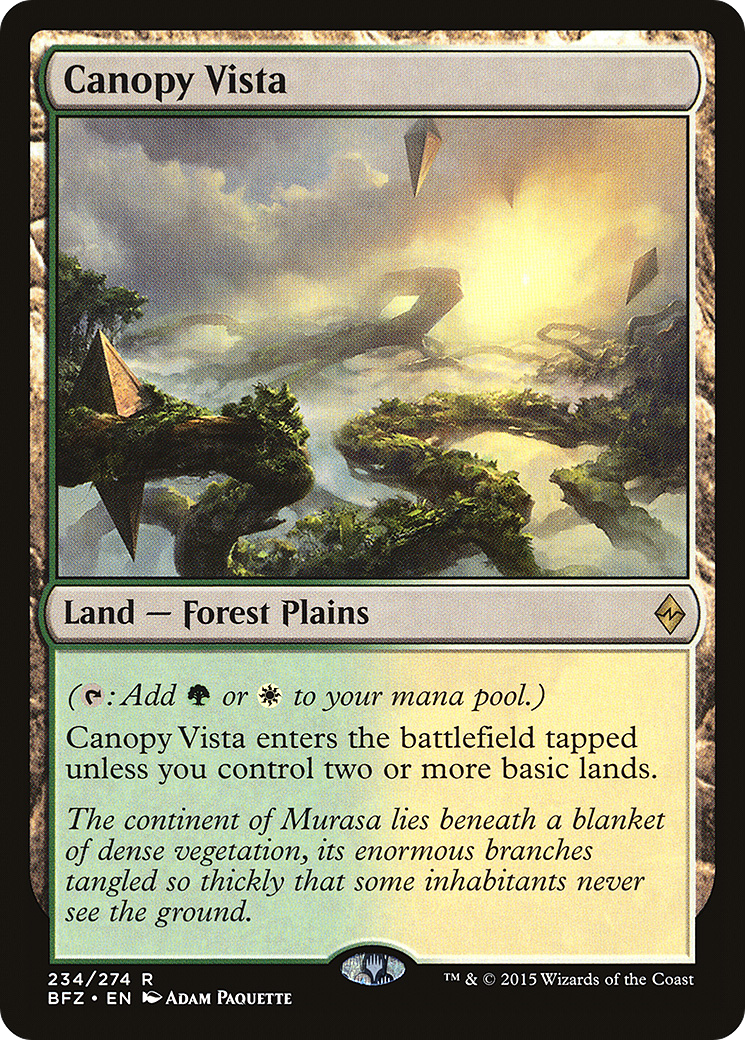 Canopy Vista
Land — Forest Plains
( : Add  or  to your mana pool.)
Canopy Vista enters the battlefield tapped
unless you control two or more basic lands.
The continent of Murasa lies beneath a blanket
of dense vegetation, its enormous branches
tangled so thickly that some inhabitants never
see the ground.
234/274 R
BFZ • EN Adam Paquette
™ & © 2015 Wizards of the Coast